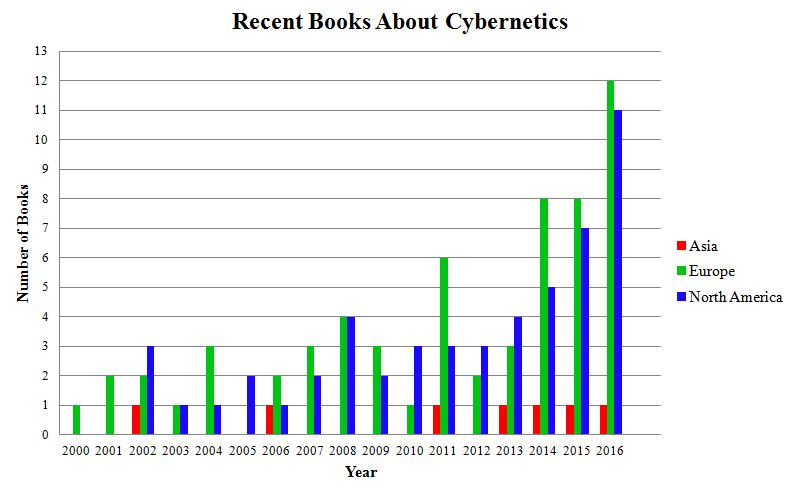 Recent Books About Cybernetics
13
12
11
10
9
8
7
6
5
4
3
2
1
0
Number of Books
2000 2001 2002 2003 2004 2005 2006 2007 2008 2009 2010 2011 2012 2013 2014 2015 2016
Year
Asia
Europe
North America